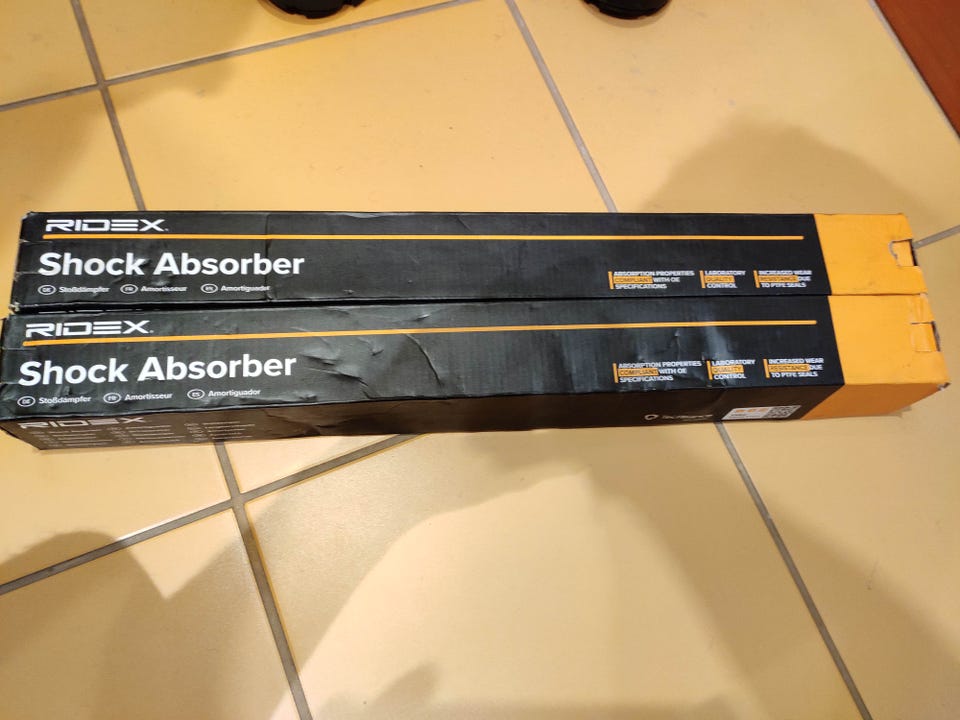 RIDEX
Shock Absorber
DE Stoßdämpfer FR Amortisseur ES Amortiguador
ABSORPTION PROPERTIES
COMPLIANT WITH OE
SPECIFICATIONS
LABORATORY
QUALITY
CONTROL
INCREASED WEAR
RESISTANCE DUE
TO PTFE SEALS
RIDEX
Shock Absorber
DE Stoßdämpfer FR Amortisseur ES Amortiguador
ABSORPTION PROPERTIES
COMPLIANT WITH OE
SPECIFICATIONS
LABORATORY
QUALITY
CONTROL
INCREASED WEAR
RESISTANCE DUE
TO PTFE SEALS
RIDEX